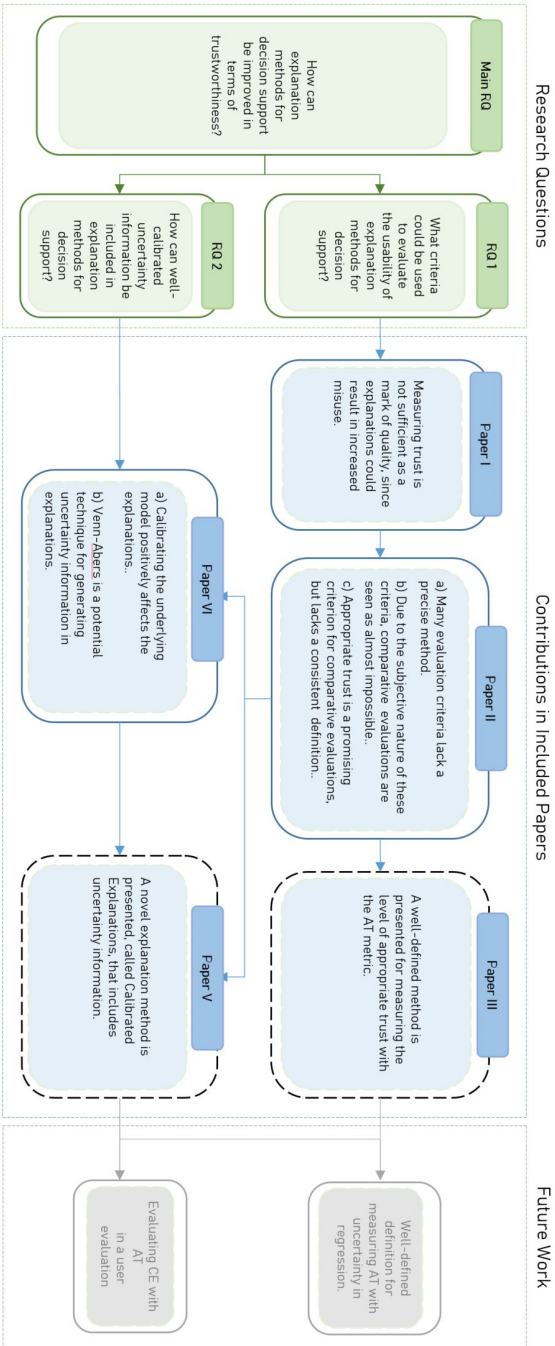 Research Questions
Main RQ
How can
explanation
decision support
methods for
be improved in
terms of
trustworthiness?
RQ 1
What criteria
could be used
to evaluate
the usability of
explanation
methods for
decision
support?
RQ 2
How can well-
calibrated
uncertainty
information be
included in
explanation
methods for
decision
support?
Contributions in Included Papers
Paper I
Measuring trust is
not sufficient as a
mark of quality, since
explanations could
result in increased
misuse.
Paper II
a) Many evaluation criteria lack a
precise method.
b) Due to the subjective nature of these
criteria, comparative evaluations are
seen as almost impossible..
c) Appropriate trust is a promising
criterion for comparative evaluations,
but lacks a consistent definition..
Paper III
A well-defined method is
presented for measuring the
level of appropriate trust with
the AT metric.
Paper VI
a) Calibrating the underlying
model positively affects the
explanations..
b) Venn-Abers is a potential
technique for generating
uncertainty information in
explanations.
Paper V
A novel explanation method is
presented, called Calibrated
Explanations, that includes
uncertainty information.
Future Work
Well-defined
definition for
measuring AT with
uncertainty in
regression.
Evaluating CE with
AT
in a user
evaluation